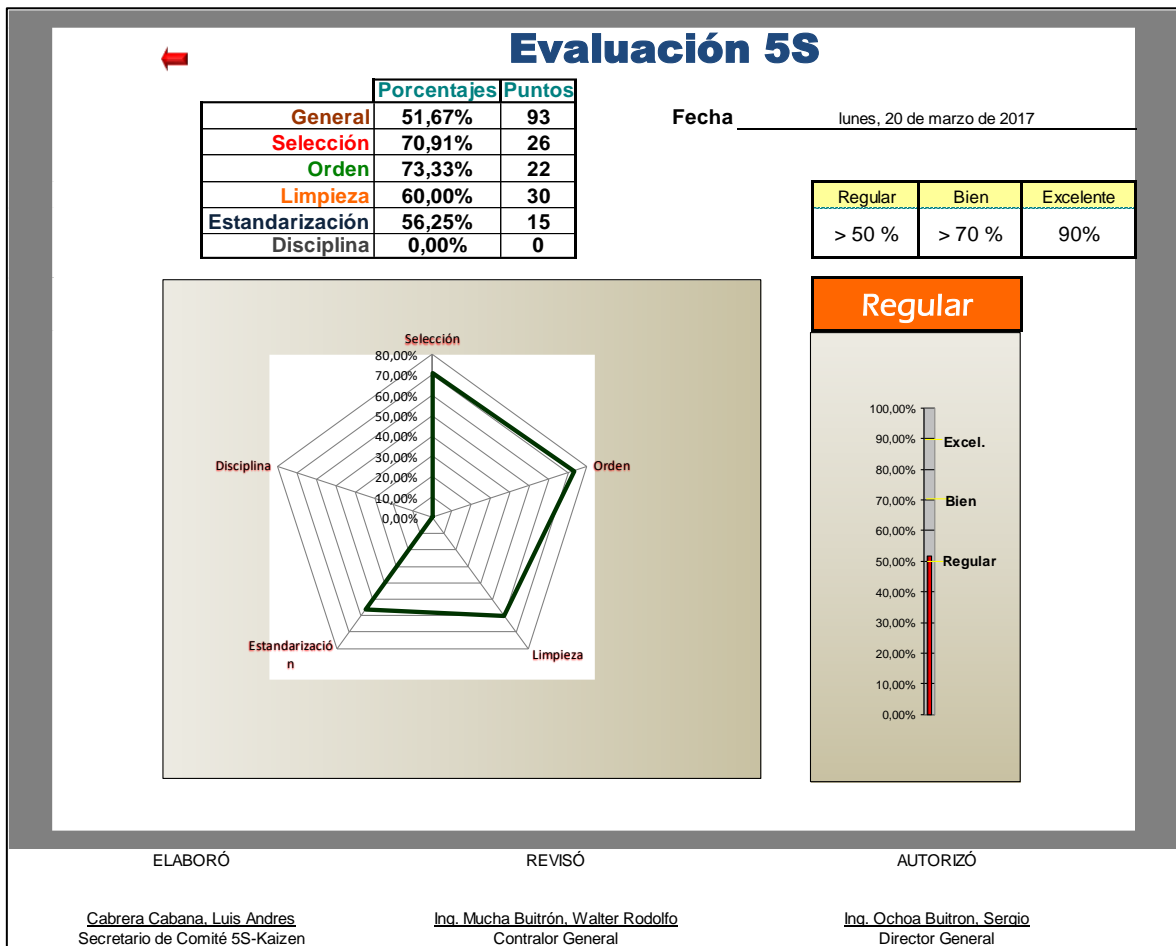 Evaluación 5S
Porcentajes Puntos
General 51,67% 93
Selección 70,91% 26
Orden 73,33% 22
Limpieza 60,00% 30
Estandarización 56,25% 15
Disciplina 0,00% 0
Fecha lunes, 20 de marzo de 2017
Regular Bien Excelente
> 50 % > 70 % 90%
Regular
Selección
80,00%
70,00%
60,00%
50,00%
40,00%
30,00%
20,00%
10,00%
0,00%
Orden
Limpieza
Estandarizació
n
Disciplina
100,00%
90,00% Excel.
80,00%
70,00% Bien
60,00%
50,00% Regular
40,00%
30,00%
20,00%
10,00%
0,00%
ELABORÓ REVISÓ AUTORIZÓ
Cabrera Cabana, Luis Andres Ing. Mucha Buitrón, Walter Rodolfo Ing. Ochoa Buitron, Sergio
Secretario de Comité 5S-Kaizen Contralor General Director General